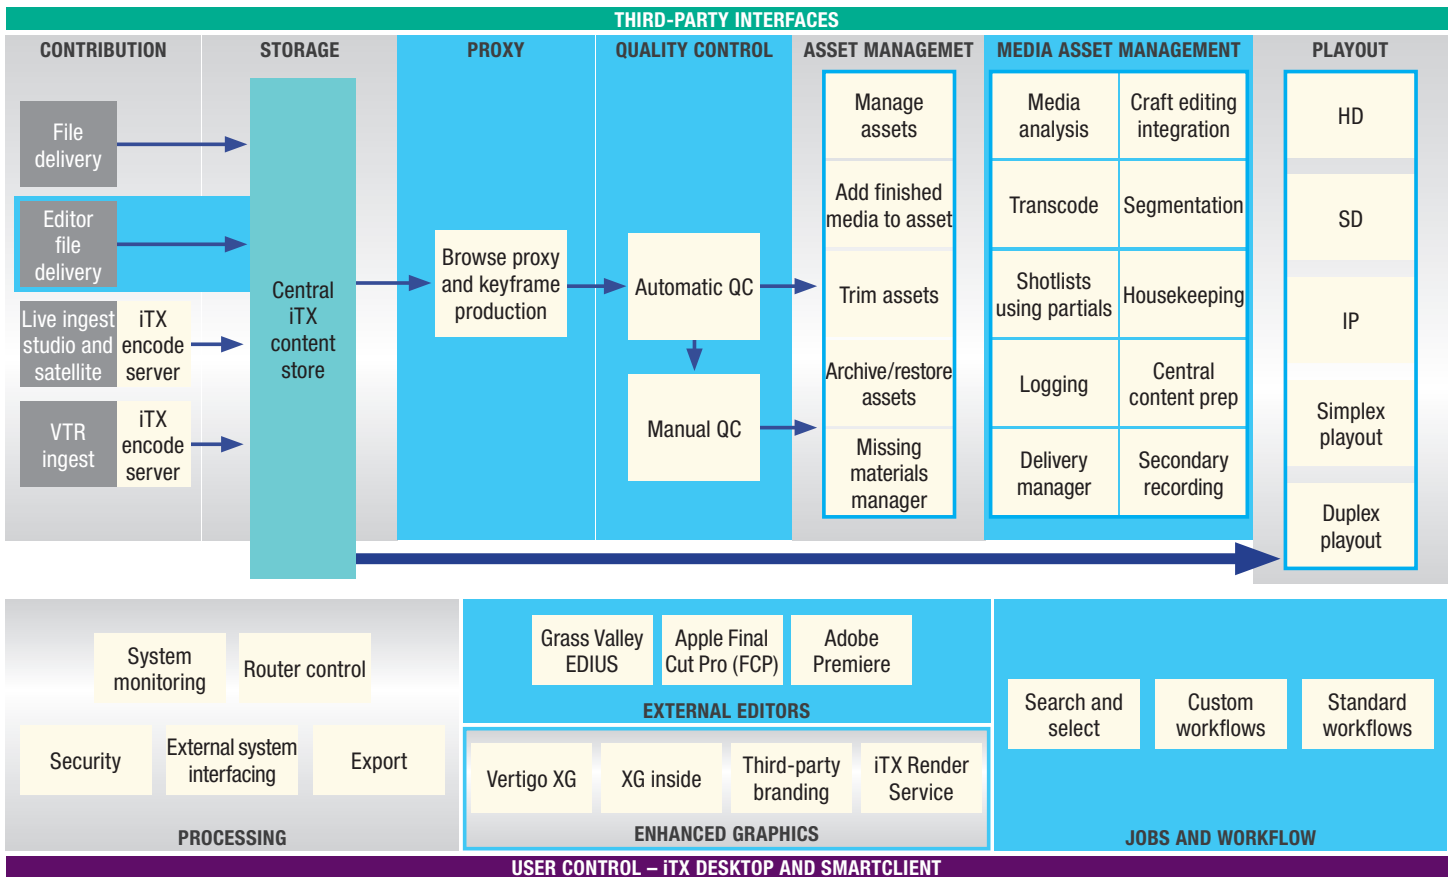 THIRD-PARTY INTERFACES
CONTRIBUTION
STORAGE
PROXY
QUALITY CONTROL
ASSET MANAGEMET
MEDIA ASSET MANAGEMENT
PLAYOUT
File
delivery
Editor
file
delivery
Live ingest
studio and
satellite
iTX
encode
server
VTR
ingest
iTX
encode
server
Central
iTX
content
store
Browse proxy
and keyframe
production
Automatic QC
Manual QC
Manage
assets
Add finished
media to asset
Trim assets
Archive/restore
assets
Missing
materials
manager
Media
analysis
Craft editing
integration
Transcode
Segmentation
Shotlists
using partials
Housekeeping
Logging
Central
content prep
Delivery
manager
Secondary
recording
HD
SD
IP
Simplex
playout
Duplex
playout
System
monitoring
Router control
Security
External system
interfacing
Export
PROCESSING
Grass Valley
EDIUS
Apple Final
Cut Pro (FCP)
Adobe
Premiere
EXTERNAL EDITORS
Vertigo XG
XG inside
Third-party
branding
iTX Render
Service
ENHANCED GRAPHICS
Search and
select
Custom
workflows
Standard
workflows
JOBS AND WORKFLOW
USER CONTROL – iTX DESKTOP AND SMARTCLIENT